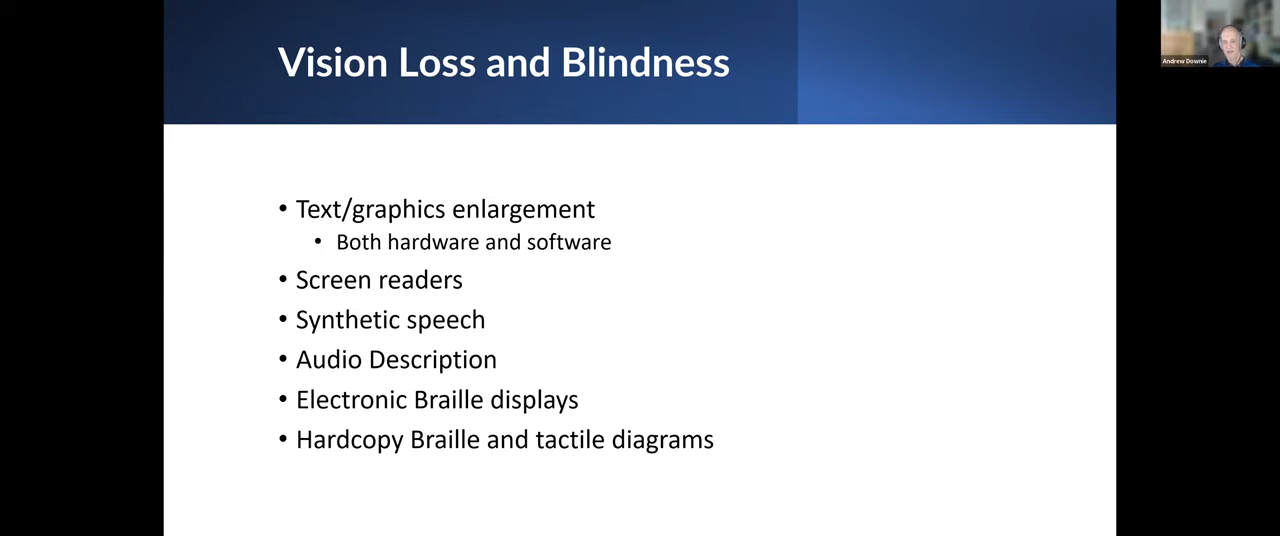 Vision Loss and Blindness
Andrew Downie
• Text/graphics enlargement
• Both hardware and software
• Screen readers
• Synthetic speech
• Audio Description
• Electronic Braille displays
• Hardcopy Braille and tactile diagrams